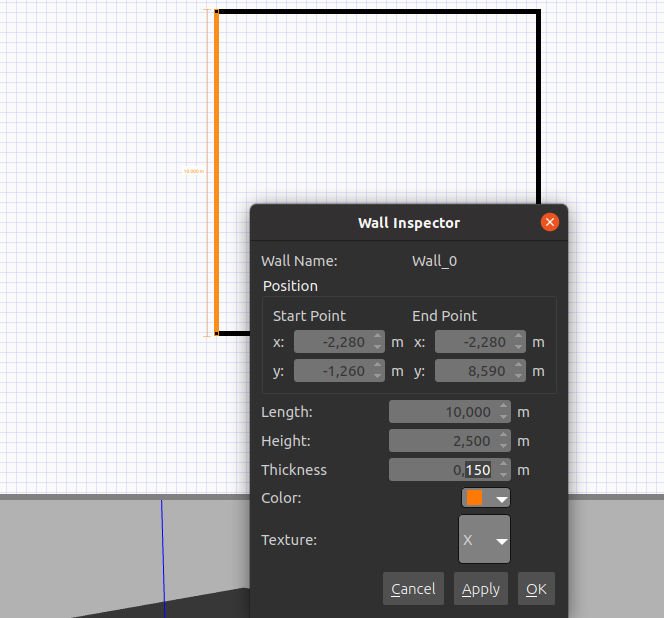 10.000 m
Wall Inspector
Wall Name: Wall_0
Position
Start Point End Point
x: -2,280 m x: -2,280 m
y: -1,260 m y: 8,590 m
Length: 10,000 m
Height: 2,500 m
Thickness 0,150 m
Color:
Texture: X
Cancel Apply OK